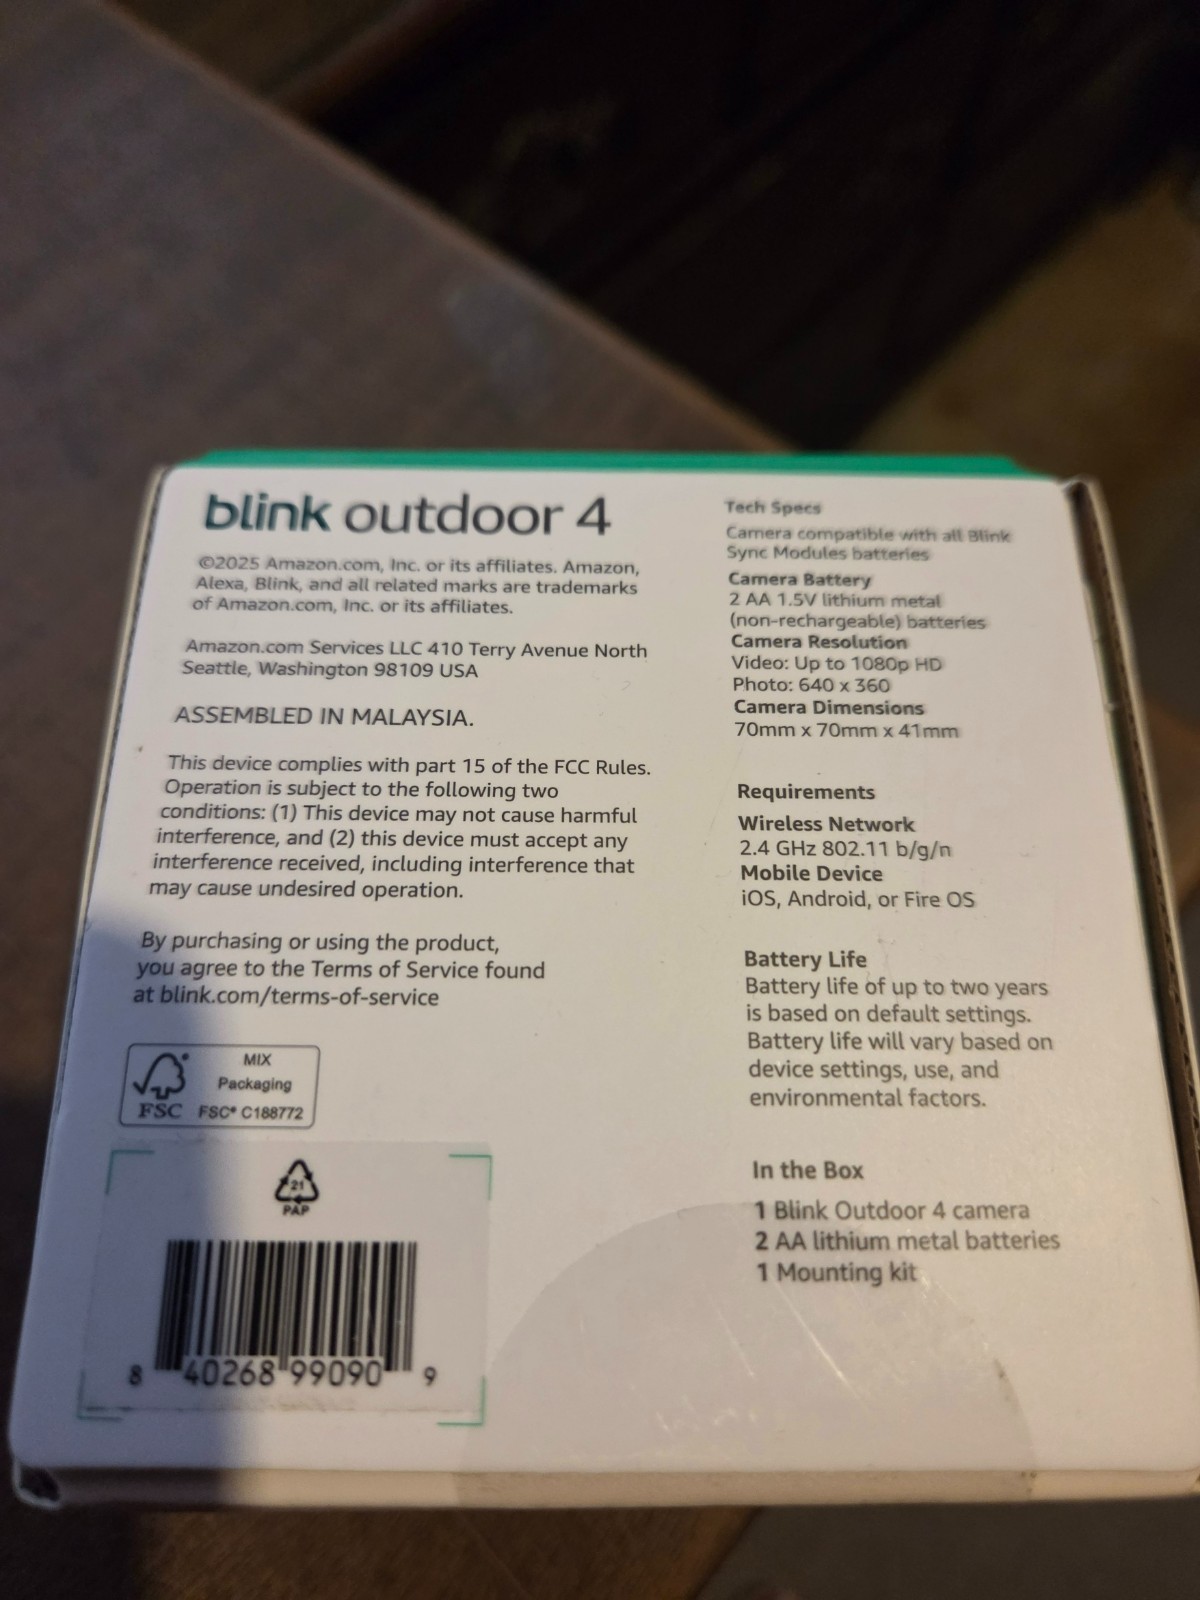 blink outdoor 4
©2025 Amazon.com, Inc. or its affiliates. Amazon,
Alexa, Blink, and all related marks are trademarks
of Amazon.com, Inc. or its affiliates.
Amazon.com Services LLC 410 Terry Avenue North
Seattle, Washington 98109 USA
ASSEMBLED IN MALAYSIA.
This device complies with part 15 of the FCC Rules.
Operation is subject to the following two
conditions: (1) This device may not cause harmful
interference, and (2) this device must accept any
interference received, including interference that
may cause undesired operation.
By purchasing or using the product,
you agree to the Terms of Service found
at blink.com/terms-of-service
MIX
Packaging
FSC FSC® C188772
21
PAP
8 40268 99090 9
Tech Specs
Camera compatible with all Blink
Sync Modules batteries
Camera Battery
2 AA 1.5V lithium metal
(non-rechargeable) batteries
Camera Resolution
Video: Up to 1080p HD
Photo: 640 x 360
Camera Dimensions
70mm x 70mm x 41mm
Requirements
Wireless Network
2.4 GHz 802.11 b/g/n
Mobile Device
iOS, Android, or Fire OS
Battery Life
Battery life of up to two years
is based on default settings.
Battery life will vary based on
device settings, use, and
environmental factors.
In the Box
1 Blink Outdoor 4 camera
2 AA lithium metal batteries
1 Mounting kit